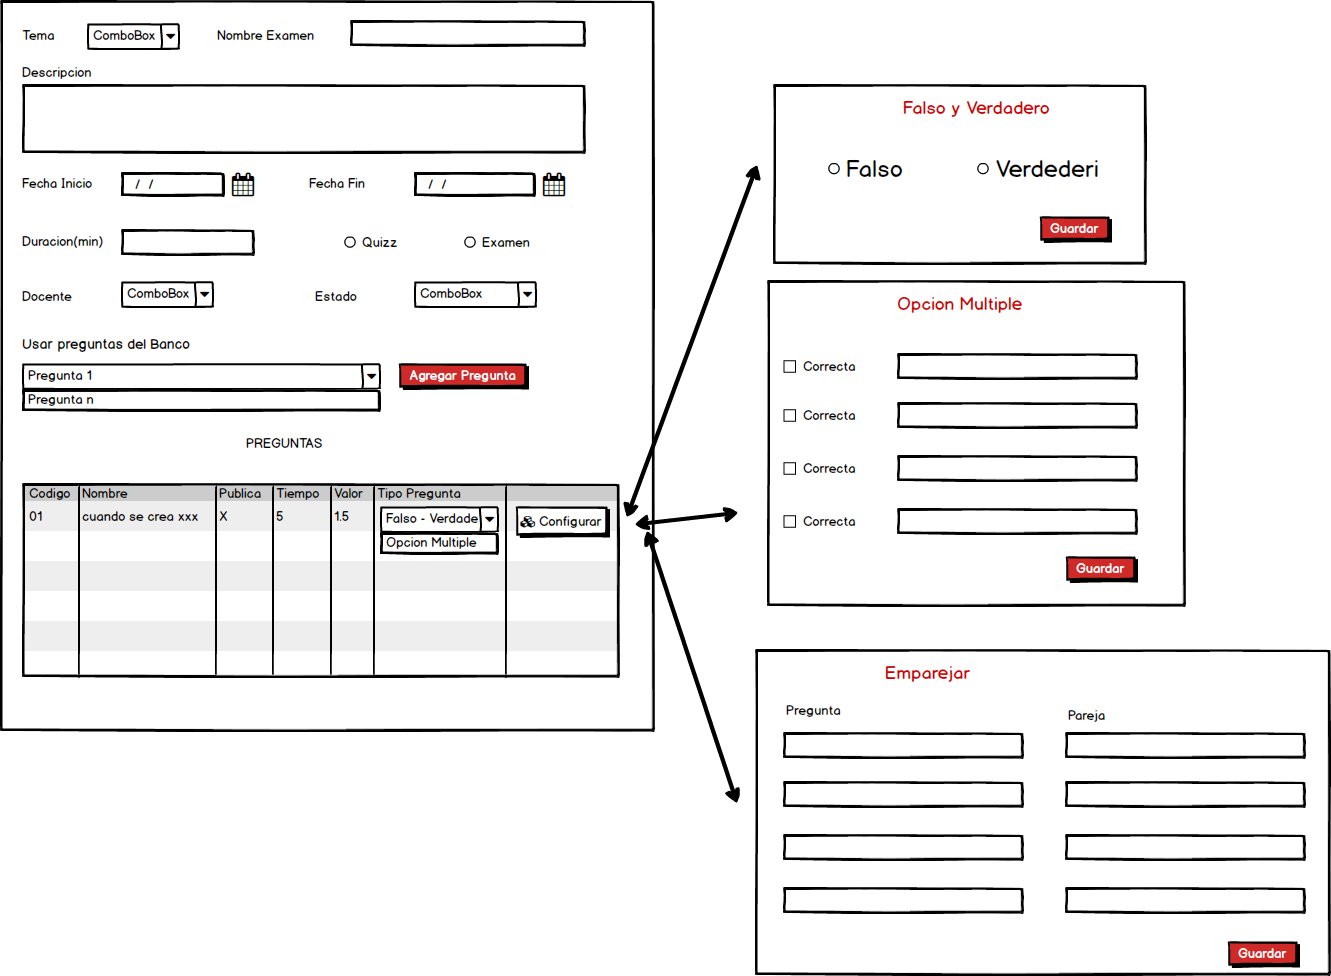 Tema ComboBox Nombre Examen
Descripcion
Fecha Inicio / / Fecha Fin / /
Duracion(min) Quizz Examen
Docente ComboBox Estado ComboBox
Usar preguntas del Banco
Pregunta 1 Agregar Pregunta
Pregunta n
PREGUNTAS
Codigo Nombre Publica Tiempo Valor Tipo Pregunta
01 cuando se crea xxx X 5 1.5 Falso - Verdade Configurar
Opcion Multiple
Falso y Verdadero
Falso Verdederi
Guardar
Opcion Multiple
Correcta
Correcta
Correcta
Correcta
Guardar
Emparejar
Pregunta Pareja
Guardar